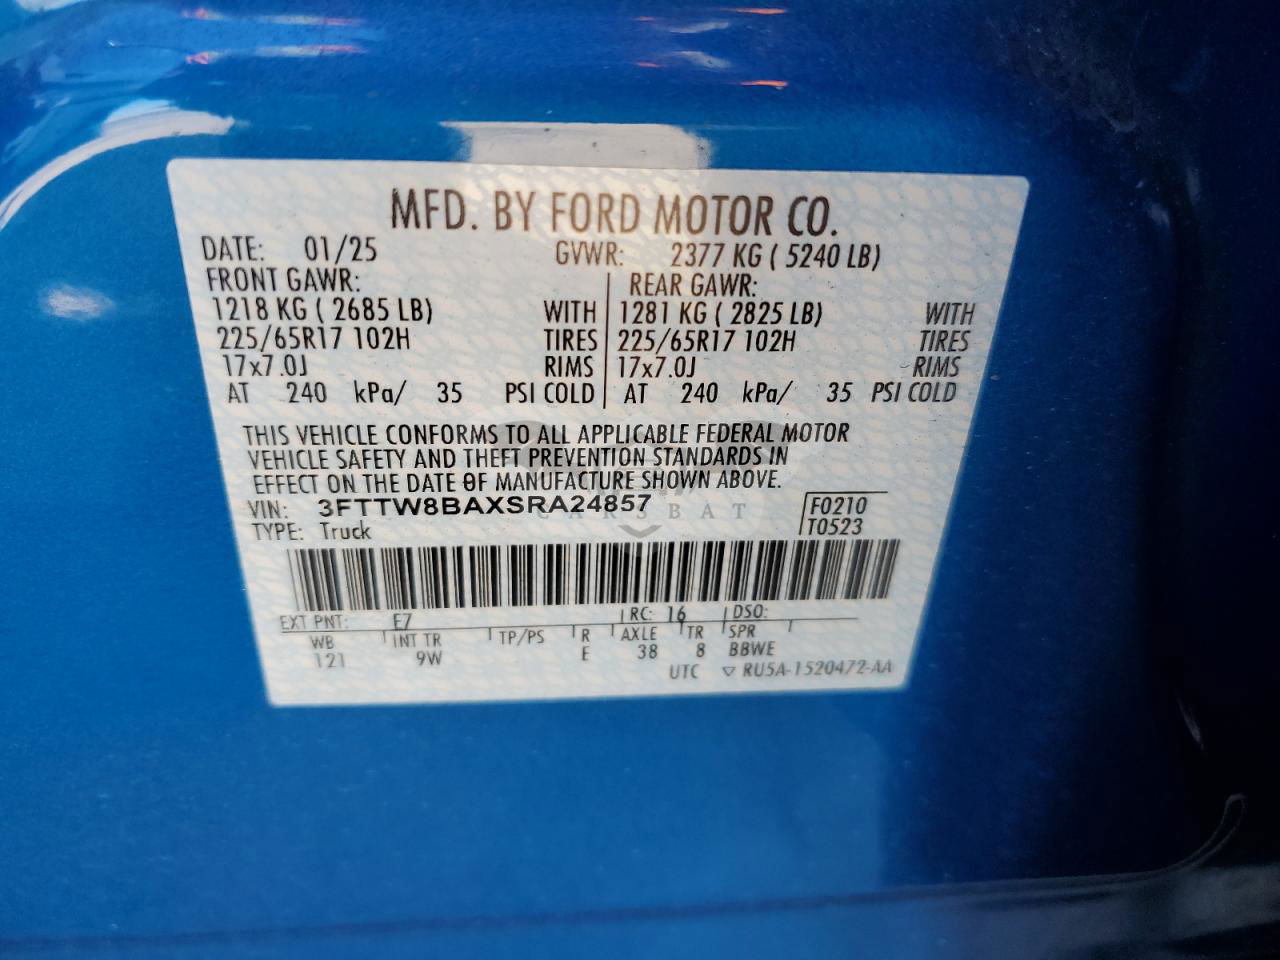 MFD. BY FORD MOTOR CO.
DATE: 01/25 GVWR: 2377 KG ( 5240 LB)
FRONT GAWR: REAR GAWR:
1218 KG ( 2685 LB) WITH 1281 KG ( 2825 LB) WITH
225/65R17 102H TIRES 225/65R17 102H TIRES
17x7.0J RIMS 17x7.0J RIMS
AT 240 kPa/ 35 PSI COLD AT 240 kPa/ 35 PSI COLD
THIS VEHICLE CONFORMS TO ALL APPLICABLE FEDERAL MOTOR
VEHICLE SAFETY AND THEFT PREVENTION STANDARDS IN
EFFECT ON THE DATE OF MANUFACTURE SHOWN ABOVE.
VIN: 3FTTW8BAXSRA24857 F0210
CARSBAT
TYPE: Truck T0523
EXT PNT: E7 RC: 16 DSO:
WB INT TR TP/PS R AXLE TR SPR
121 9W E 38 8 BBWE
UTC ▽ RU5A-1520472-AA